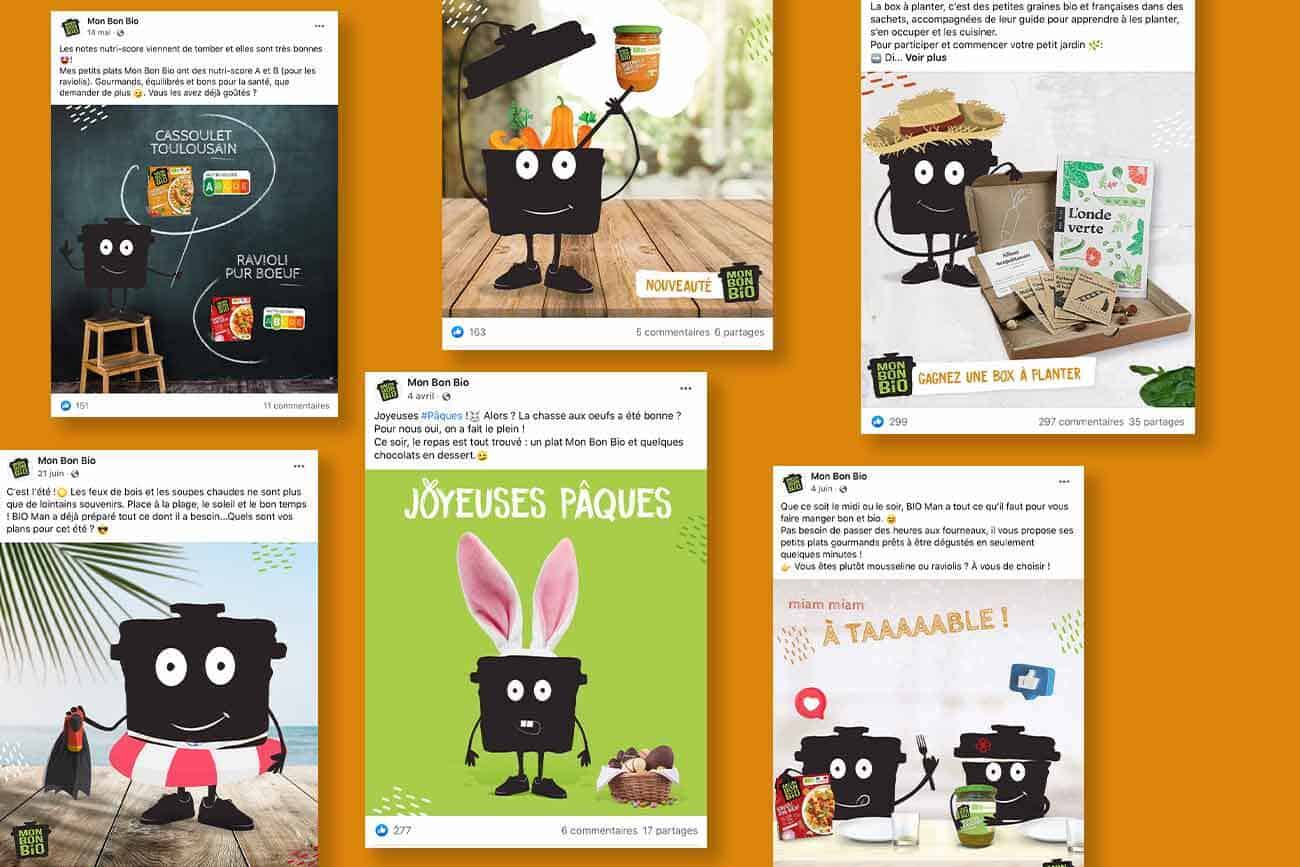 Mon Bon Bio
14 mai
Les notes nutri-score viennent de tomber et elles sont très bonnes
!
Mes petits plats Mon Bon Bio ont des nutri-score A et B (pour les
raviolis). Gourmands, équilibrés et bons pour la santé, que
demander de plus 😋. Vous les avez déjà goûtés ?
CASSOULET
TOULOUSAIN
MON BON BIO
NUTRI-SCORE
ABCDE
RAVIOLI
PUR BOEUF
NUTRI-SCORE
ABCDE
151
11 commentaires
NOUVEAUTÉ
MON
BON
BIO
163
5 commentaires 6 partages
La box à planter, c'est des petites graines bio et françaises dans des
sachets, accompagnées de leur guide pour apprendre à les planter,
s'en occuper et les cuisiner.
Pour participer et commencer votre petit jardin 🌿:
➡️ Di... Voir plus
L'onde
verte
MON
BON
BIO
GAGNEZ UNE BOX À PLANTER
299
297 commentaires 35 partages
Mon Bon Bio
4 avril
Joyeuses #Pâques !🐰 Alors ? La chasse aux oeufs a été bonne ?
Pour nous oui, on a fait le plein !
Ce soir, le repas est tout trouvé : un plat Mon Bon Bio et quelques
chocolats en dessert.😉
JOYEUSES PÂQUES
277
6 commentaires 17 partages
Mon Bon Bio
21 juin
C'est l'été !🌞 Les feux de bois et les soupes chaudes ne sont plus
que de lointains souvenirs. Place à la plage, le soleil et le bon temps
! BIO Man a déjà préparé tout ce dont il a besoin...Quels sont vos
plans pour cet été ? 😎
MON
BON
BIO
Mon Bon Bio
4 juin
Que ce soit le midi ou le soir, BIO Man a tout ce qu'il faut pour vous
faire manger bon et bio. 😄
Pas besoin de passer des heures aux fourneaux, il vous propose ses
petits plats gourmands prêts à être dégustés en seulement
quelques minutes !
👉 Vous êtes plutôt mousseline ou raviolis ? À vous de choisir !
miam miam
À TAAAAABLE !
MON
BON
BIO